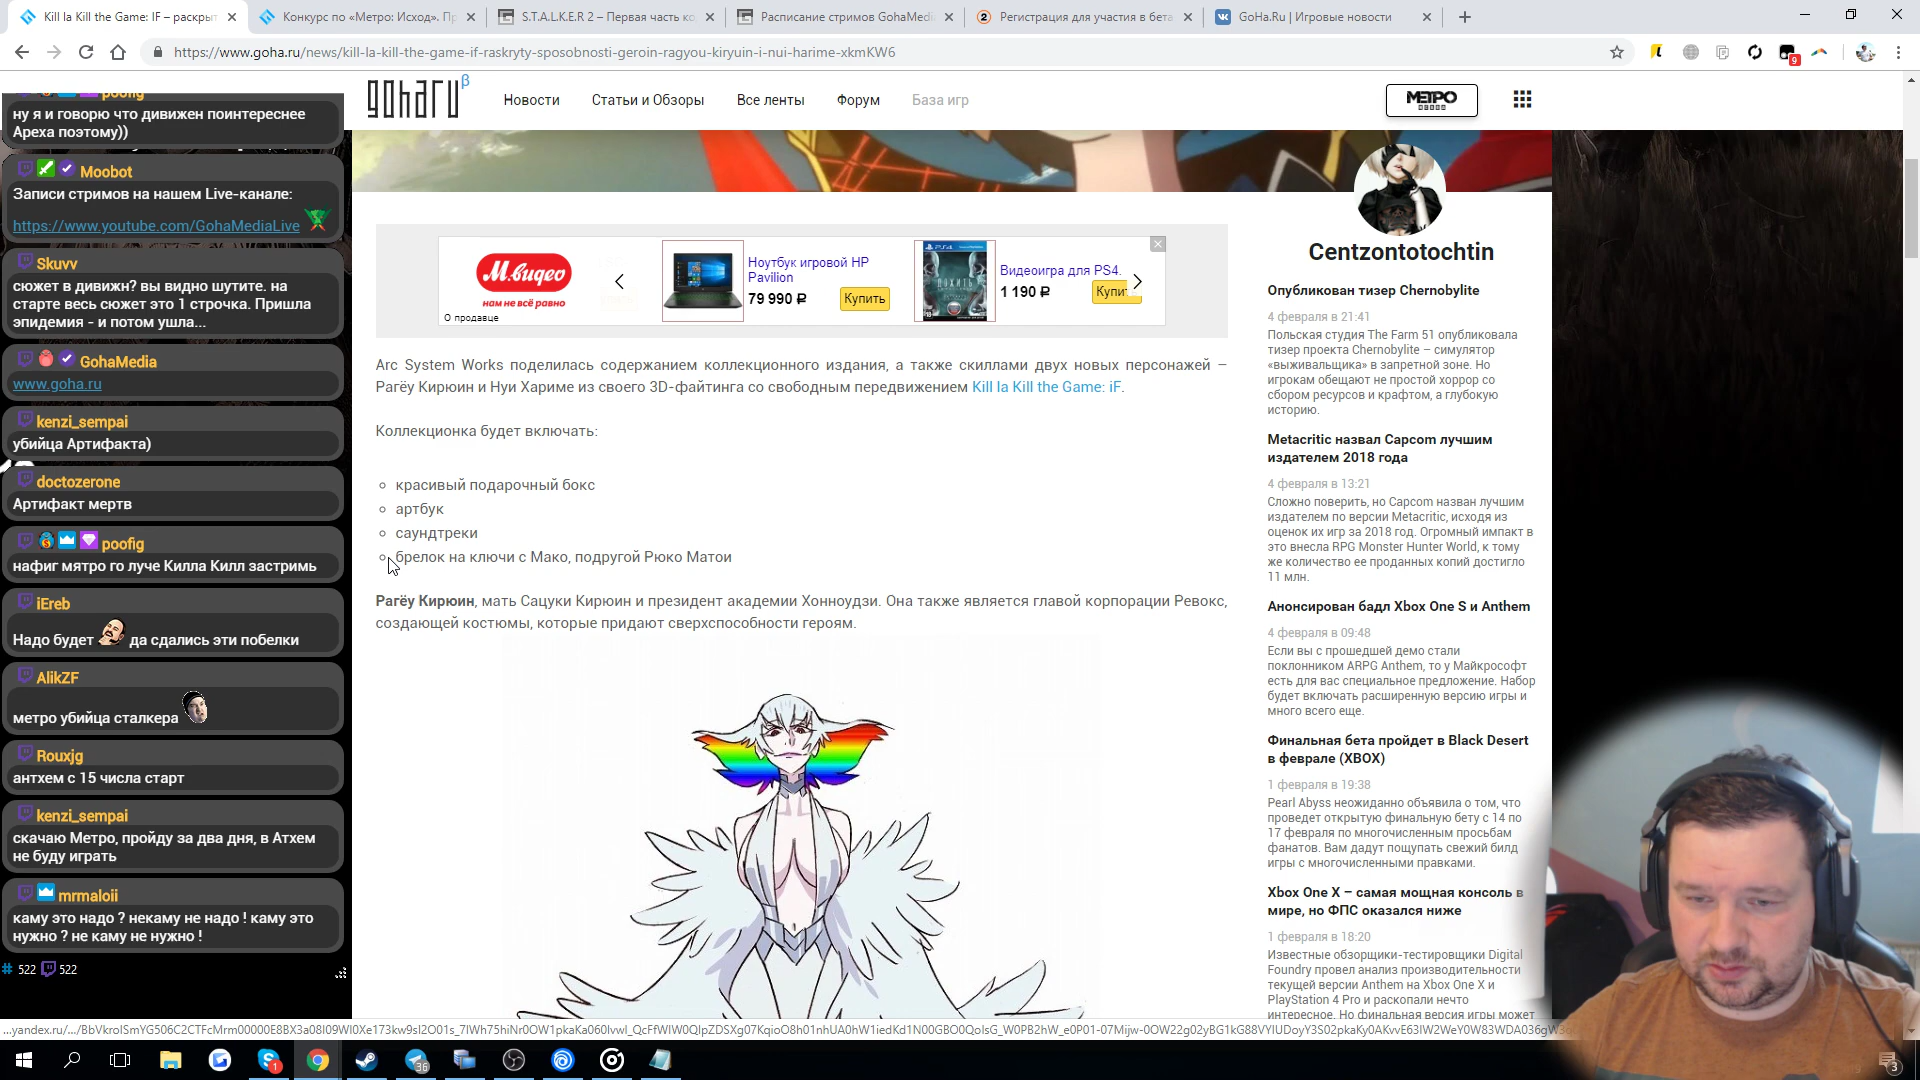 Kill la Kill the Game: IF – раскрыт
Конкурс по «Метро: Исход». Пр
S.T.A.L.K.E.R 2 – Первая часть ко
Расписание стримов GohaMedi
Регистрация для участия в бета
GoHa.Ru | Игровые новости
https://www.goha.ru/news/kill-la-kill-the-game-if-raskryty-sposobnosti-geroin-ragyou-kiryuin-i-nui-harime-xkmKW6
9
goharu β
Новости
Статьи и Обзоры
Все ленты
Форум
База игр
МЕТРО
poofig
ну я и говорю что дивижен поинтереснее
Ареха поэтому))
Moobot
Записи стримов на нашем Live-канале:
https://www.youtube.com/GohaMediaLive
Skuvv
сюжет в дивижн? вы видно шутите. на
старте весь сюжет это 1 строчка. Пришла
эпидемия - и потом ушла...
GohaMedia
www.goha.ru
kenzi_sempai
убийца Артифакта)
doctozerone
Артифакт мертв
poofig
нафиг мятро го луче Килла Килл застримь
iEreb
Надо будет да сдались эти побелки
AlikZF
метро убийца сталкера
Rouxjg
антхем с 15 числа старт
kenzi_sempai
скачаю Метро, пройду за два дня, в Атхем
не буду играть
mrmaloii
каму это надо ? некаму не надо ! каму это
нужно ? не каму не нужно !
522 522
М.видео
нам не всё равно
О продавце
Ноутбук игровой HP
Pavilion
79 990 ₽
Купить
Видеоигра для PS4.
1 190 ₽
Купи
Arc System Works поделилась содержанием коллекционного издания, а также скиллами двух новых персонажей –
Рагёу Кирюин и Нуи Хариме из своего 3D-файтинга со свободным передвижением Kill la Kill the Game: iF.
Коллекционка будет включать:
красивый подарочный бокс
артбук
саундтреки
брелок на ключи с Мако, подругой Рюко Матои
Рагёу Кирюин, мать Сацуки Кирюин и президент академии Хонноудзи. Она также является главой корпорации Ревокс,
создающей костюмы, которые придают сверхспособности героям.
Centzontotochtin
Опубликован тизер Chernobylite
4 февраля в 21:41
Польская студия The Farm 51 опубликовала
тизер проекта Chernobylite – симулятор
«выживальщика» в запретной зоне. Но
игрокам обещают не простой хоррор со
сбором ресурсов и крафтом, а глубокую
историю.
Metacritic назвал Capcom лучшим
издателем 2018 года
4 февраля в 13:21
Сложно поверить, но Capcom назван лучшим
издателем по версии Metacritic, исходя из
оценок их игр за 2018 год. Огромный импакт в
это внесла RPG Monster Hunter World, к тому
же количество ее проданных копий достигло
11 млн.
Анонсирован бадл Xbox One S и Anthem
4 февраля в 09:48
Если вы с прошедшей демо стали
поклонником ARPG Anthem, то у Майкрософт
есть для вас специальное предложение. Набор
будет включать расширенную версию игры и
много всего еще.
Финальная бета пройдет в Black Desert
в феврале (XBOX)
1 февраля в 19:38
Pearl Abyss неожиданно объявила о том, что
проведет открытую финальную бету с 14 по
17 февраля по многочисленным просьбам
фанатов. Вам дадут пощупать свежий билд
игры с многочисленными правками.
Xbox One X – самая мощная консоль в
мире, но ФПС оказался ниже
1 февраля в 18:20
Известные обзорщики-тестировщики Digital
Foundry провел анализ производительности
текущей версии Anthem на Xbox One X и
PlayStation 4 Pro и раскопали нечто
интересное. Но финальная версия игры может
1
36
3